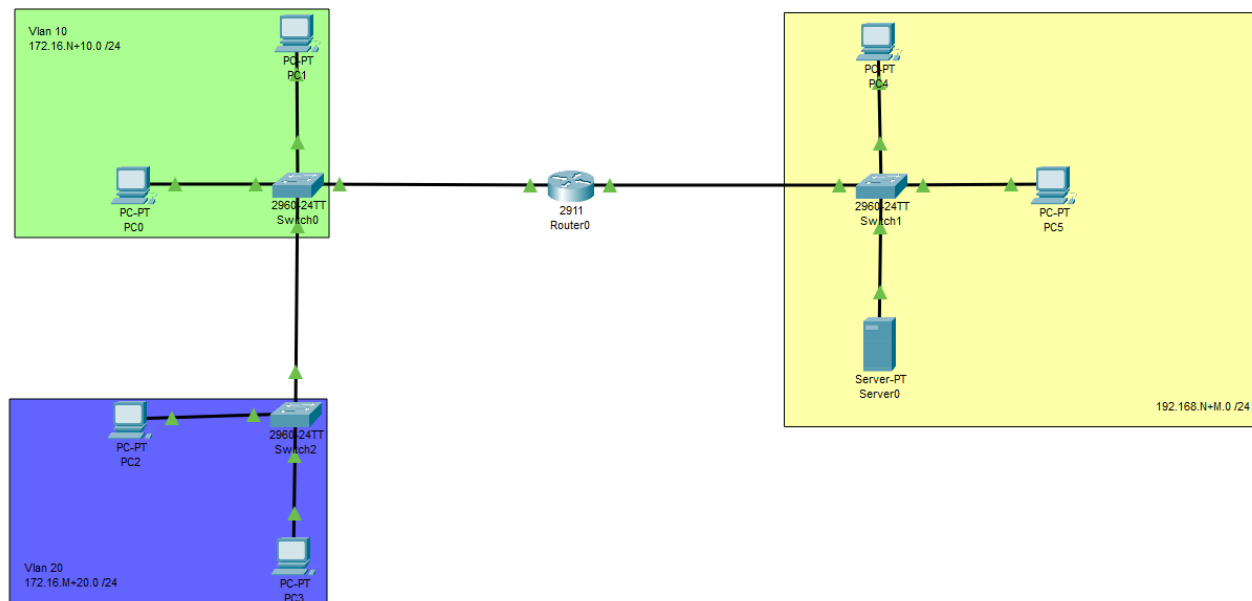 Vlan 10
172.16.N+10.0 /24
PC-PT
PC1
PC-PT
PC0
2960-24TT
Switch0
2911
Router0
PC-PT
PC4
2960-24TT
Switch1
PC-PT
PC5
Server-PT
Server0
192.168.N+M.0 /24
PC-PT
PC2
2960-24TT
Switch2
Vlan 20
172.16.M+20.0 /24
PC-PT
PC3